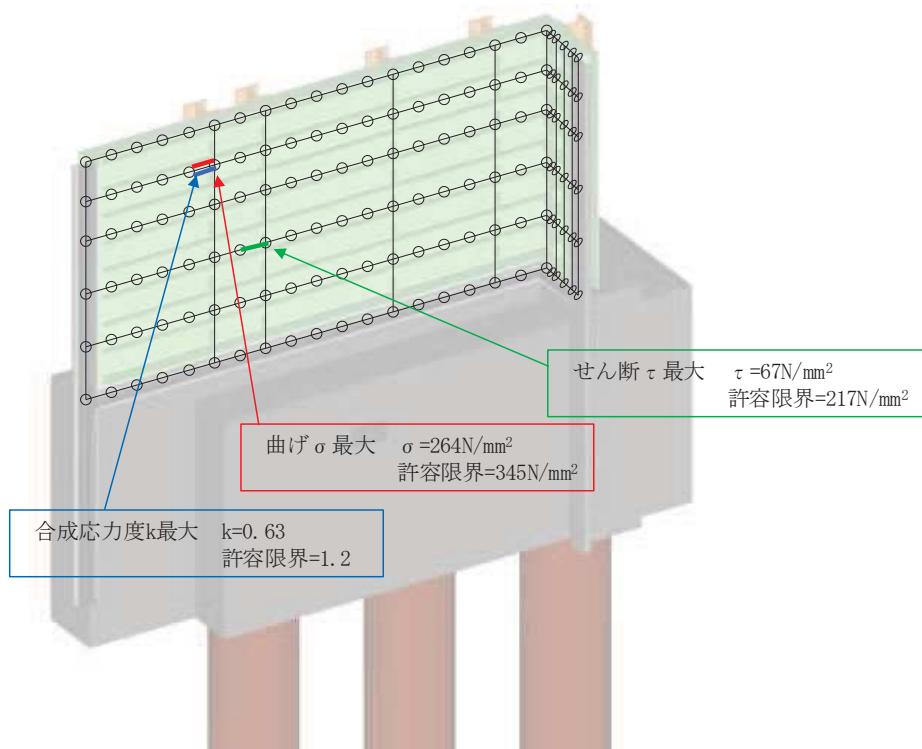 せん断τ最大　τ=67N/mm²
許容限界=217N/mm²
曲げσ最大　σ=264N/mm²
許容限界=345N/mm²
合成応力度k最大　k=0.63
許容限界=1.2